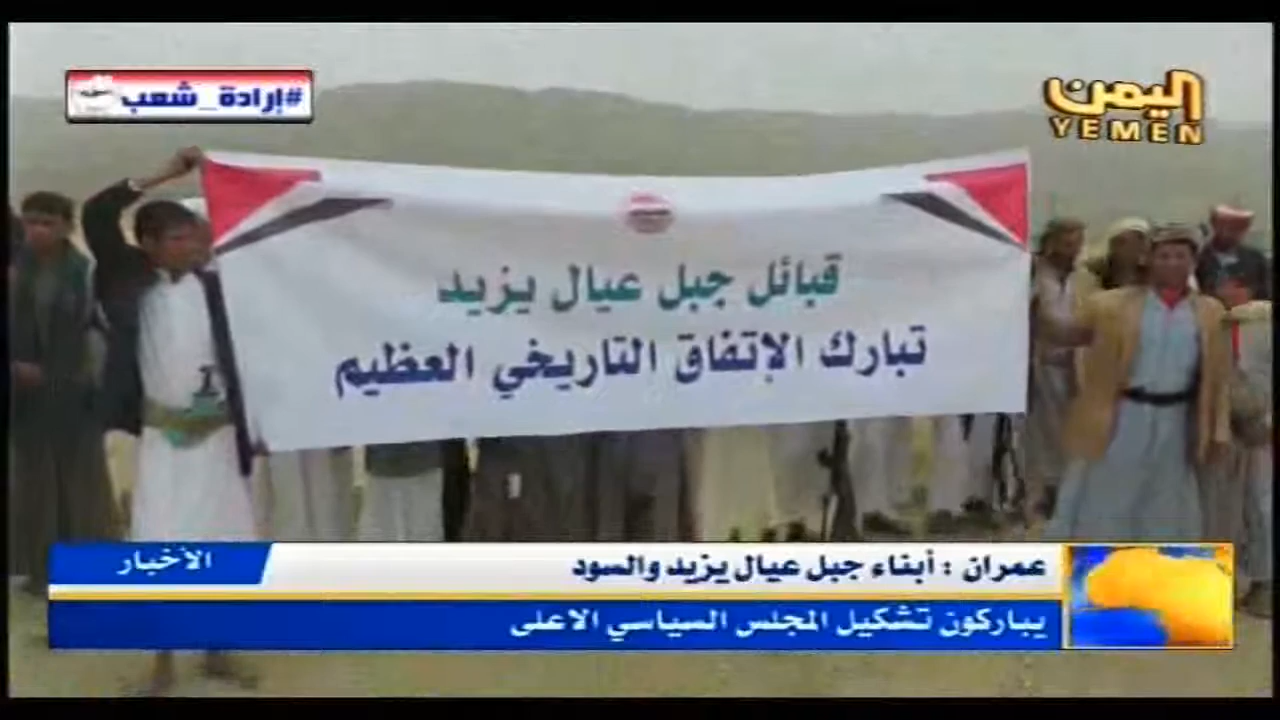 #إرادة_شعب
اليمن
YEMEN
قبائل جبل عيال يزيد
تبارك الإتفاق التاريخي العظيم
الأخبار
عمران : أبناء جبل عيال يزيد والسود
يباركون تشكيل المجلس السياسي الاعلى